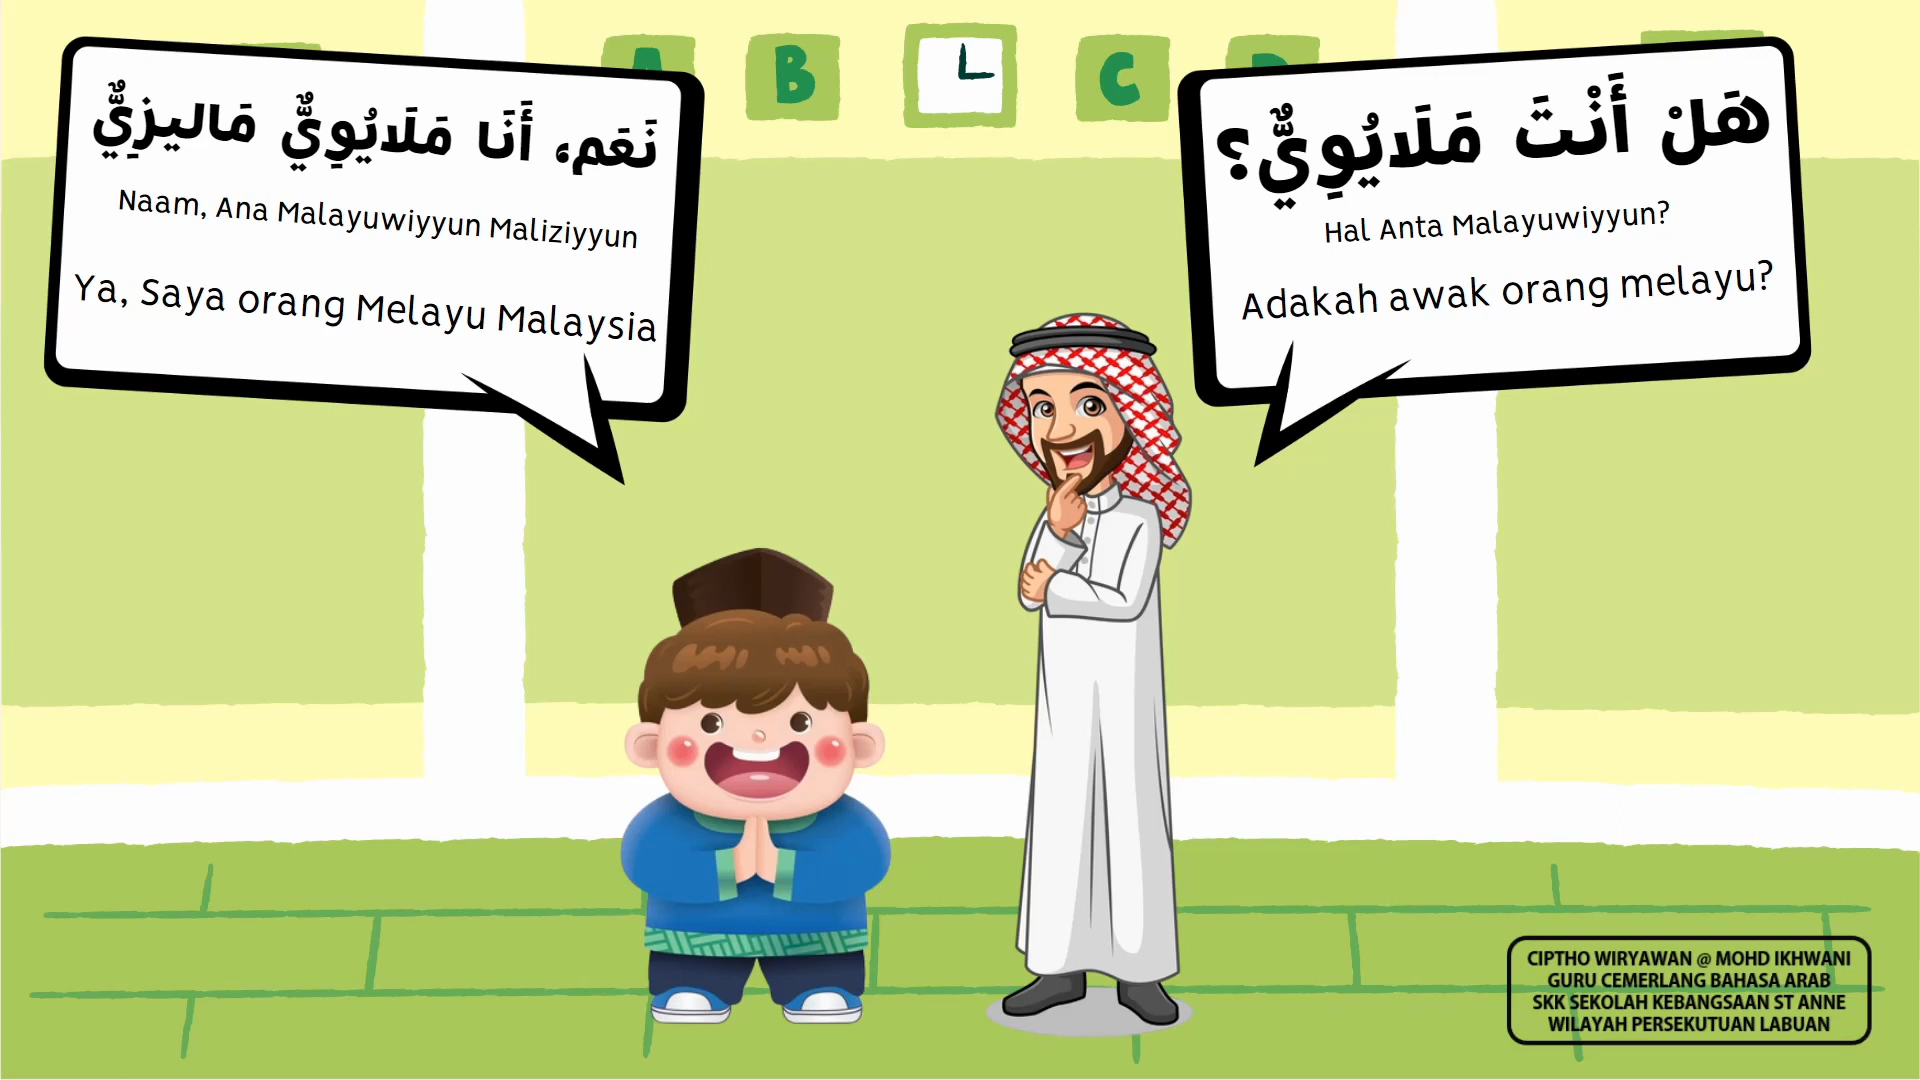 A B C D
نَعَم، أَنَا مَلَايُوِيٌّ مَاليزِيٌّ
Naam, Ana Malayuwiyyun Maliziyyun
Ya, Saya orang Melayu Malaysia
هَلْ أَنْتَ مَلَايُوِيٌّ؟
Hal Anta Malayuwiyyun?
Adakah awak orang melayu?
CIPTHO WIRYAWAN @ MOHD IKHWANI
GURU CEMERLANG BAHASA ARAB
SKK SEKOLAH KEBANGSAAN ST ANNE
WILAYAH PERSEKUTUAN LABUAN